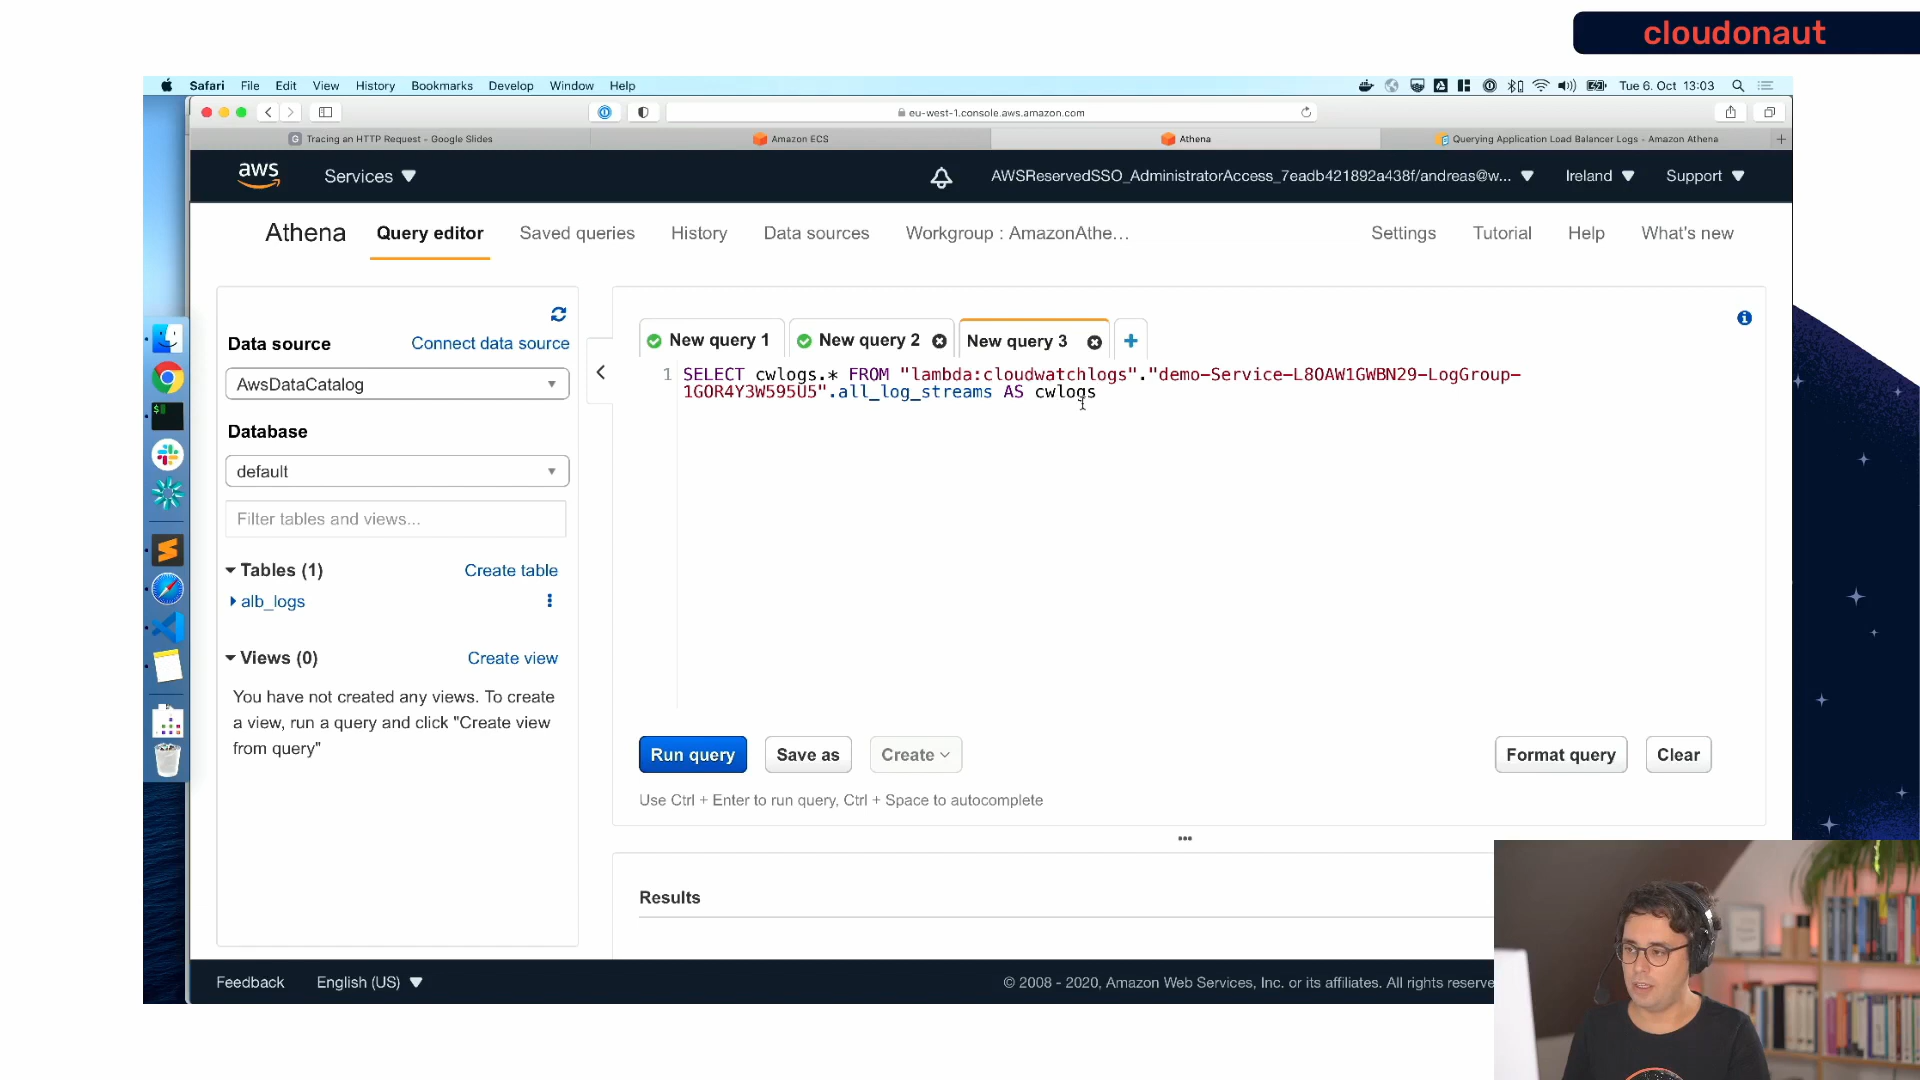 cloudonaut
Safari File Edit View History Bookmarks Develop Window Help Tue 6. Oct 13:03
eu-west-1.console.aws.amazon.com
Tracing an HTTP Request - Google Slides Amazon ECS Athena Querying Application Load Balancer Logs - Amazon Athena
aws Services AWSReservedSSO_AdministratorAccess_7eadb421892a438f/andreas@w... Ireland Support
Athena Query editor Saved queries History Data sources Workgroup : AmazonAthe... Settings Tutorial Help What's new
Data source Connect data source
AwsDataCatalog
Database
default
Filter tables and views...
Tables (1) Create table
alb_logs
Views (0) Create view
You have not created any views. To create
a view, run a query and click "Create view
from query"
New query 1 New query 2 New query 3
1 SELECT cwlogs.* FROM "lambda:cloudwatchlogs"."demo-Service-L8OAW1GWBN29-LogGroup-
1GOR4Y3W595U5".all_log_streams AS cwlogs
Run query Save as Create Format query Clear
Use Ctrl + Enter to run query, Ctrl + Space to autocomplete
Results
Feedback English (US) © 2008 - 2020, Amazon Web Services, Inc. or its affiliates. All rights reserve